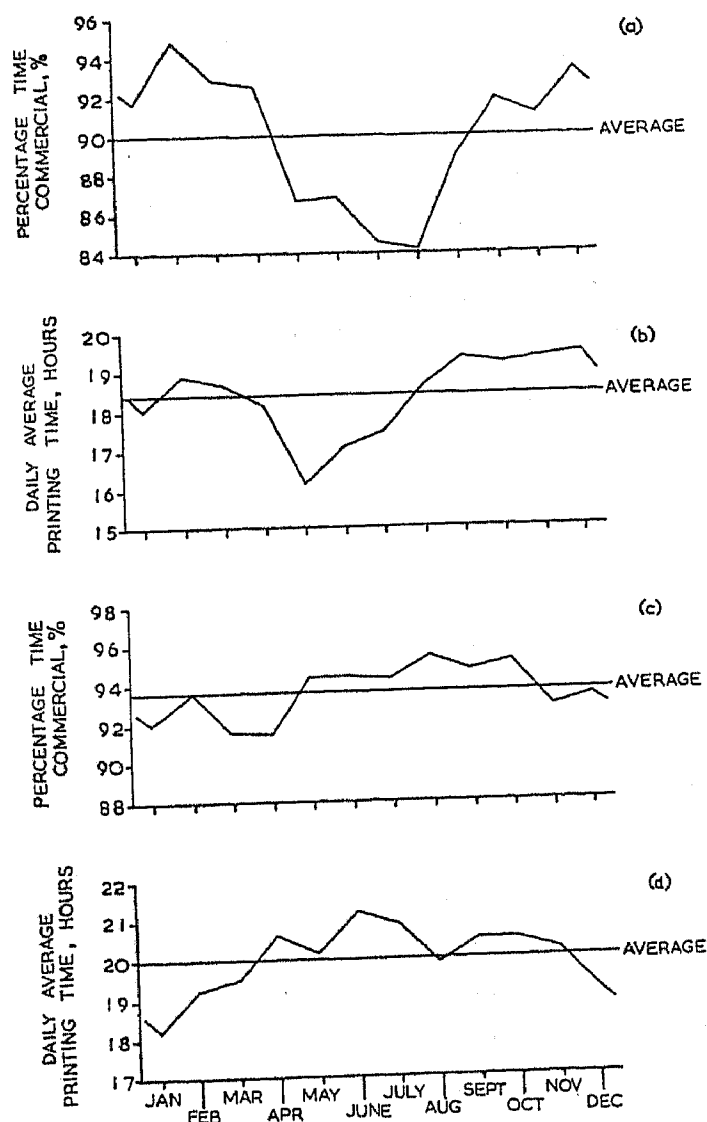 (a)
PERCENTAGE TIME
COMMERCIAL, %
96
94
92
90
88
86
84
AVERAGE
(b)
DAILY AVERAGE
PRINTING TIME, HOURS
20
19
18
17
16
15
AVERAGE
(c)
PERCENTAGE TIME
COMMERCIAL, %
98
96
94
92
90
88
AVERAGE
(d)
DAILY AVERAGE
PRINTING TIME, HOURS
22
21
20
19
18
17
AVERAGE
JAN FEB MAR APR MAY JUNE JULY AUG SEPT OCT NOV DEC